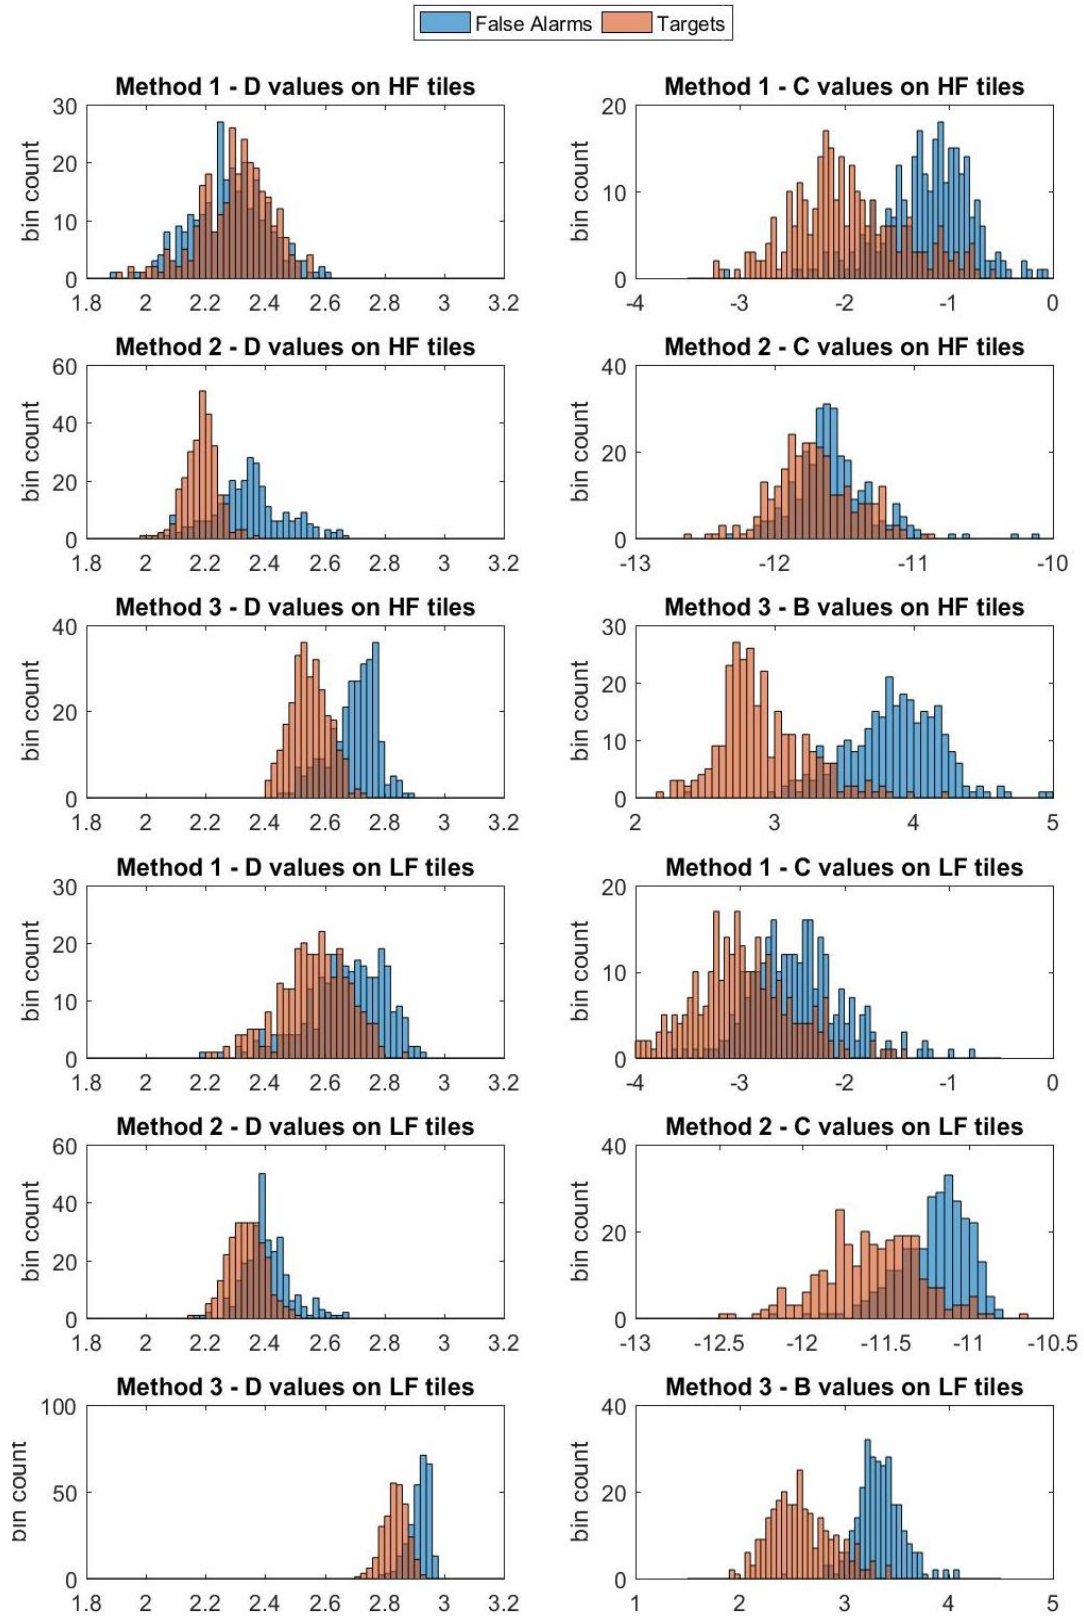 False Alarms Targets
Method 1 - D values on HF tiles
bin count
30
20
10
0
1.8 2 2.2 2.4 2.6 2.8 3 3.2
Method 1 - C values on HF tiles
bin count
20
10
0
-4 -3 -2 -1 0
Method 2 - D values on HF tiles
bin count
60
40
20
0
1.8 2 2.2 2.4 2.6 2.8 3 3.2
Method 2 - C values on HF tiles
bin count
40
20
0
-13 -12 -11 -10
Method 3 - D values on HF tiles
bin count
40
20
0
1.8 2 2.2 2.4 2.6 2.8 3 3.2
Method 3 - B values on HF tiles
bin count
30
20
10
0
2 3 4 5
Method 1 - D values on LF tiles
bin count
30
20
10
0
1.8 2 2.2 2.4 2.6 2.8 3 3.2
Method 1 - C values on LF tiles
bin count
20
10
0
-4 -3 -2 -1 0
Method 2 - D values on LF tiles
bin count
60
40
20
0
1.8 2 2.2 2.4 2.6 2.8 3 3.2
Method 2 - C values on LF tiles
bin count
40
20
0
-13 -12.5 -12 -11.5 -11 -10.5
Method 3 - D values on LF tiles
bin count
100
50
0
1.8 2 2.2 2.4 2.6 2.8 3 3.2
Method 3 - B values on LF tiles
bin count
40
20
0
1 2 3 4 5